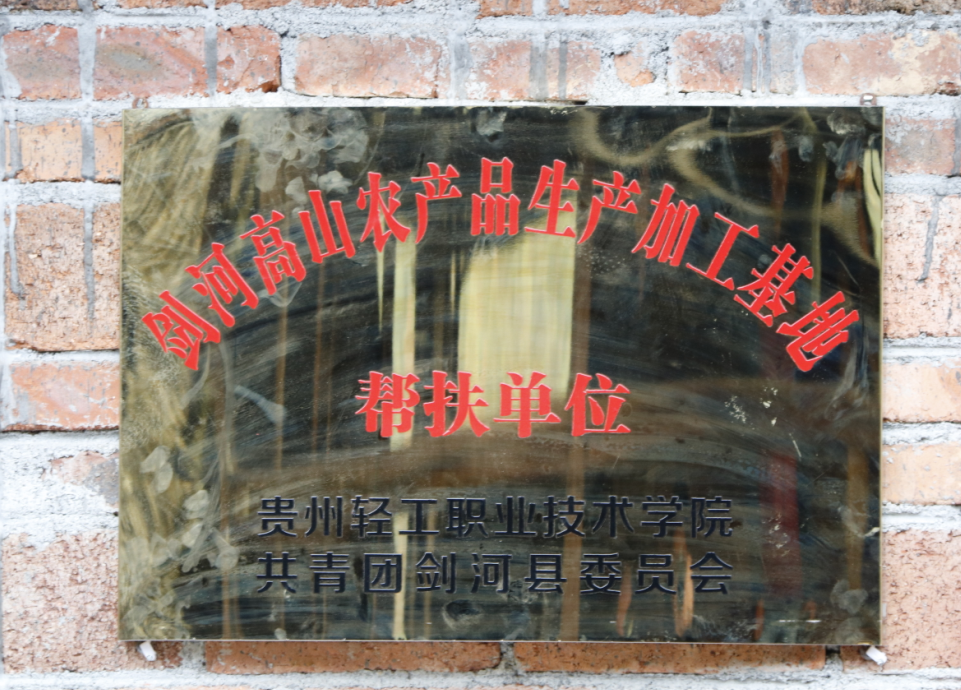 剑河高山农产品生产加工基地
帮扶单位
贵州轻工职业技术学院
共青团剑河县委员会